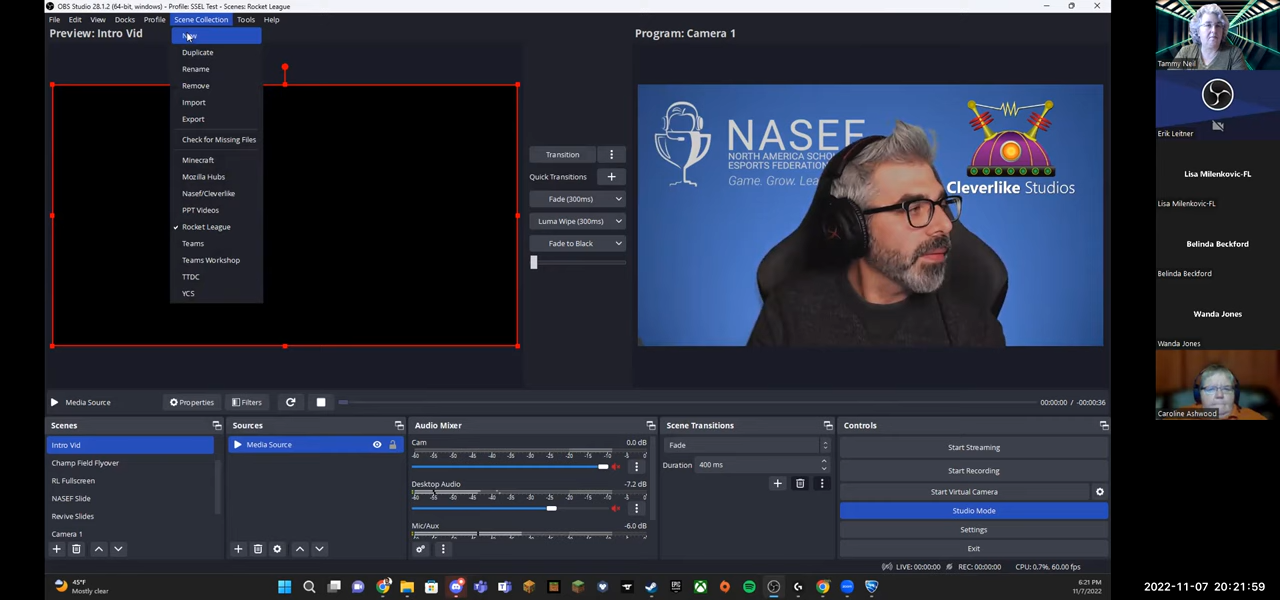 OBS Studio 28.1.2 (64-bit, windows) - Profile: SSEL Test - Scenes: Rocket League
File Edit View Docks Profile Scene Collection Tools Help
Preview: Intro Vid
Program: Camera 1
New
Duplicate
Rename
Remove
Import
Export
Check for Missing Files
Minecraft
Mozilla Hubs
Nasef/Cleverlike
PPT Videos
Rocket League
Teams
Teams Workshop
TTDC
YCS
Transition
Quick Transitions
Fade (300ms)
Luma Wipe (300ms)
Fade to Black
NASEF
NORTH AMERICA SCHO
ESPORTS FEDERATION
Game. Grow. Lea
Cleverlike Studios
Media Source
Properties
Filters
00:00:00 / -00:00:36
Scenes
Intro Vid
Champ Field Flyover
RL Fullscreen
NASEF Slide
Revive Slides
Camera 1
Sources
Media Source
Audio Mixer
Cam 0.0 dB
Desktop Audio -7.2 dB
Mic/Aux -6.0 dB
Scene Transitions
Fade
Duration 400 ms
Controls
Start Streaming
Start Recording
Start Virtual Camera
Studio Mode
Settings
Exit
LIVE: 00:00:00 REC: 00:00:00 CPU: 0.7%, 60.00 fps
45°F
Mostly clear
6:21 PM
11/7/2022
Tammy Neil
Erik Leitner
Lisa Milenkovic-FL
Lisa Milenkovic-FL
Belinda Beckford
Belinda Beckford
Wanda Jones
Wanda Jones
Caroline Ashwood
2022-11-07 20:21:59